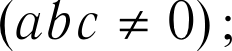 (abc ≠ 0) ;